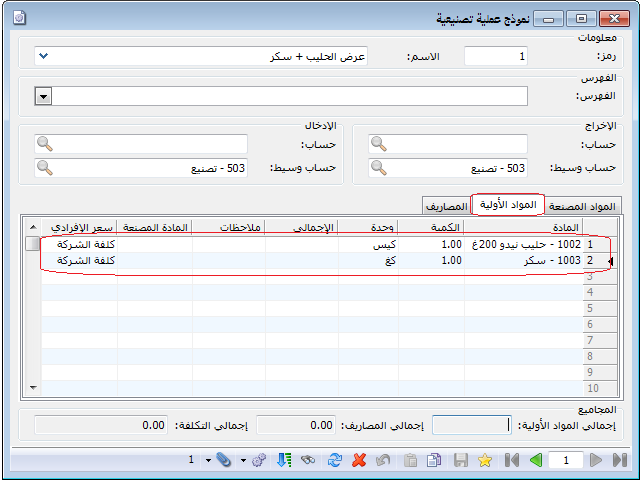 نموذج عملية تصنيعية
معلومات
رمز: 1 الاسم: عرض الحليب + سكر
الفهرس
الفهرس:
الإخراج الإدخال
حساب: حساب:
حساب وسيط: 503 - تصنيع حساب وسيط: 503 - تصنيع
المواد المصنعة المواد الأولية المصاريف
المادة الكمية وحدة الإجمالي ملاحظات المادة المصنعة سعر الإفرادي
1 1002 - حليب نيدو 200غ 1.00 كيس كلفة الشركة
2 1003 - سكر 1.00 كغ كلفة الشركة
3
4
5
6
7
8
9
10
المجاميع
إجمالي المواد الأولية: إجمالي المصاريف: 0.00 إجمالي التكلفة: 0.00
1 1